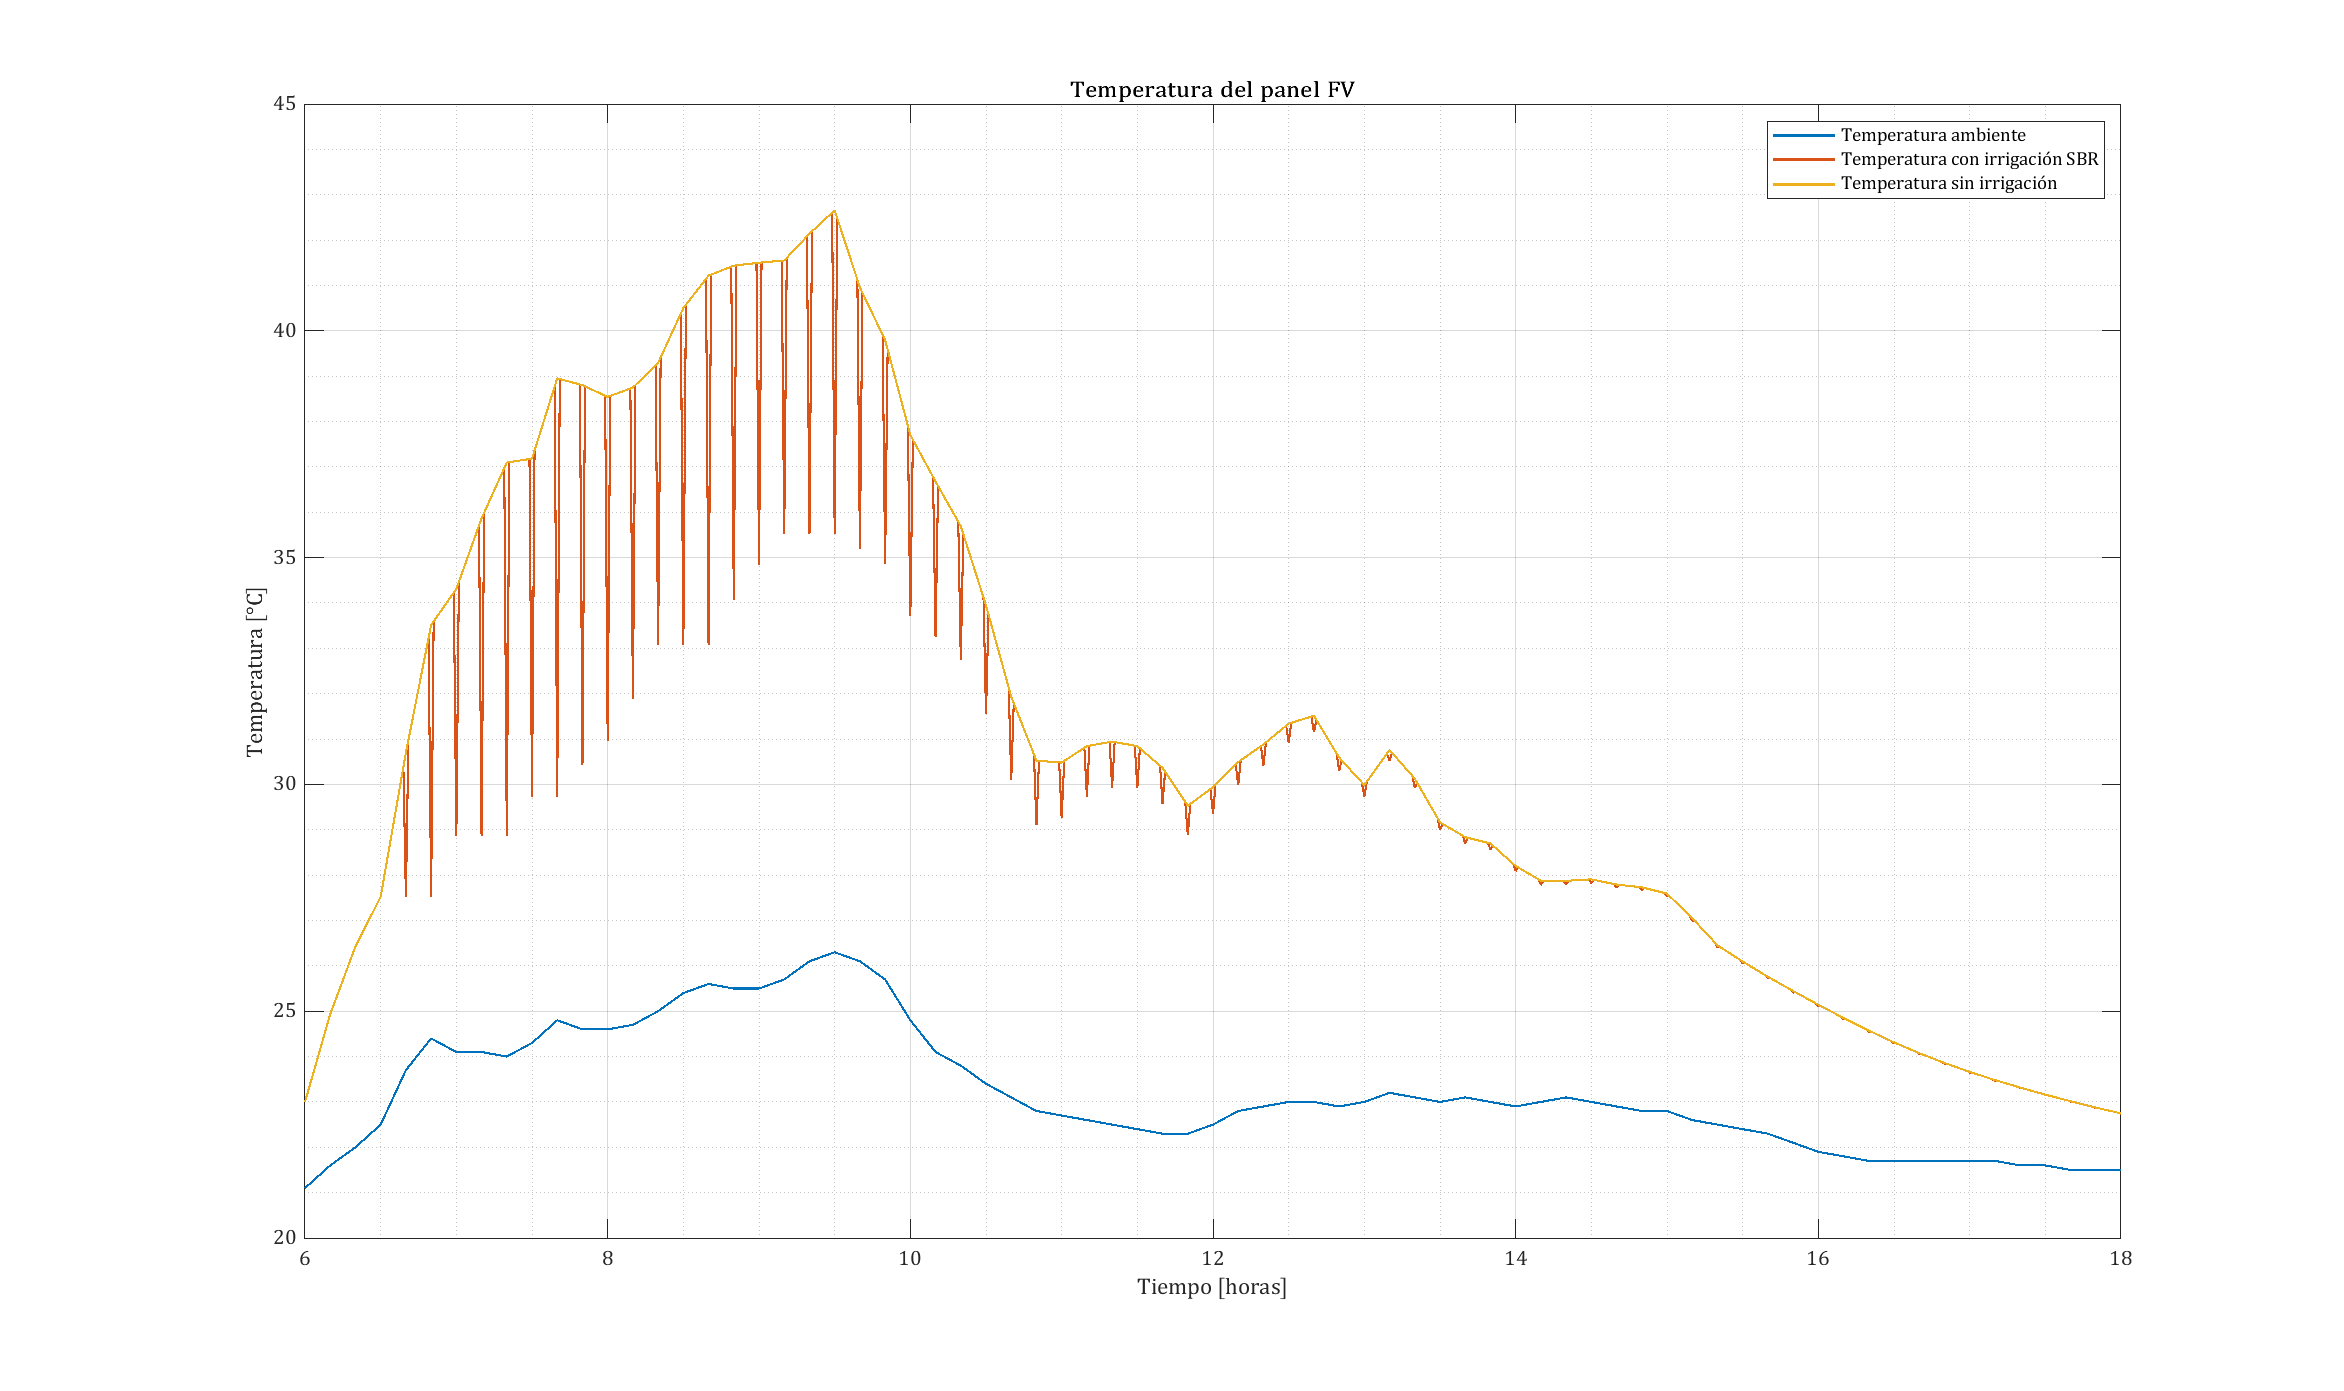 Temperatura del panel FV
45
40
35
30
25
20
Temperatura [°C]
Temperatura ambiente
Temperatura con irrigación SBR
Temperatura sin irrigación
6 8 10 12 14 16 18
Tiempo [horas]